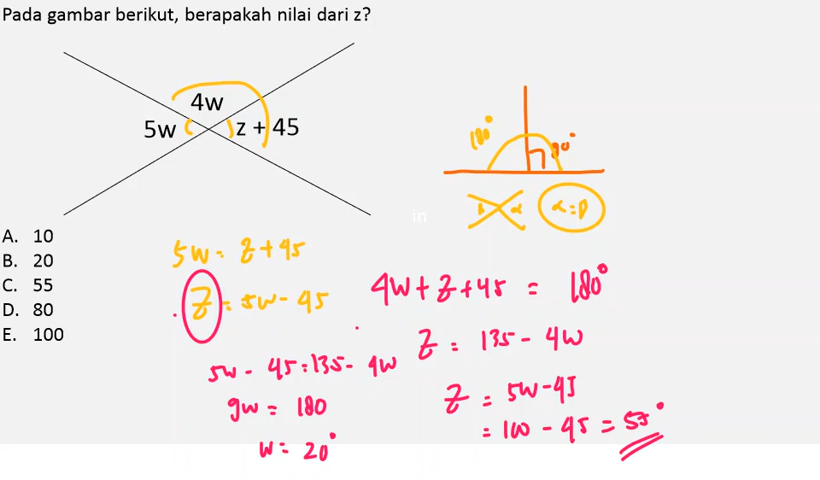 Pada gambar berikut, berapakah nilai dari z?
4w
5w
z + 45
180°
90°
in
α = β
A. 10
B. 20
C. 55
D. 80
E. 100
5w = z + 45
z = 5w - 45
5w - 45 = 135 - 4w
9w = 180
w = 20°
4w + z + 45 = 180°
z = 135 - 4w
z = 5w - 45
= 100 - 45 = 55°